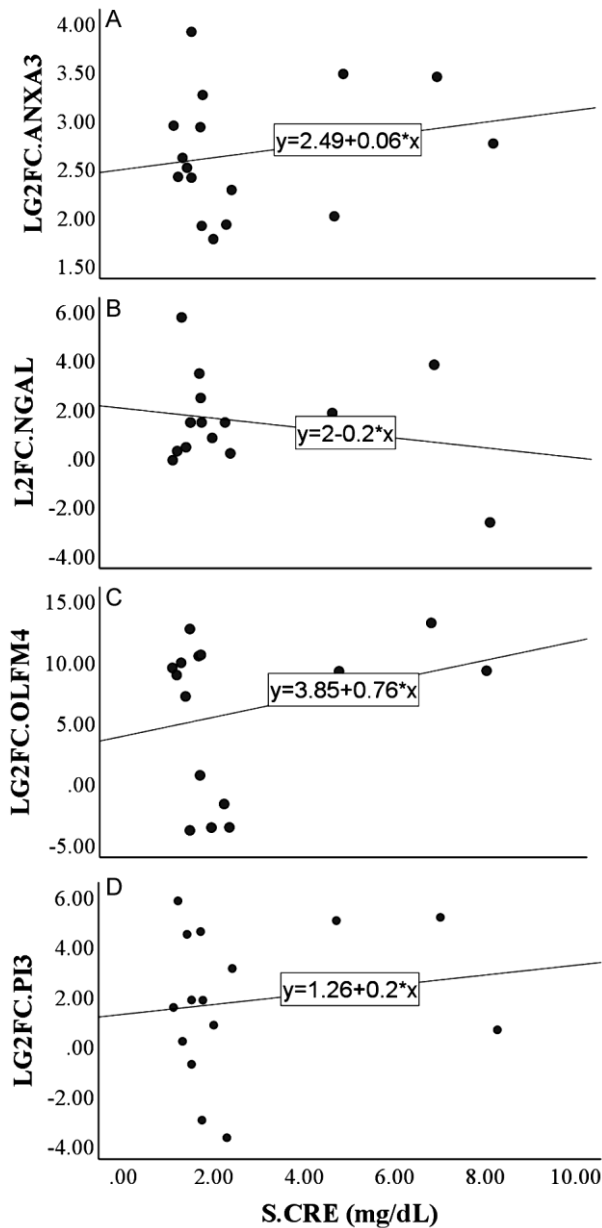 A
LG2FC.ANXA3
4.00
3.50
3.00
2.50
2.00
1.50
y=2.49+0.06*x
B
L2FC.NGAL
6.00
4.00
2.00
.00
-2.00
-4.00
y=2-0.2*x
C
LG2FC.OLFM4
15.00
10.00
5.00
.00
-5.00
y=3.85+0.76*x
D
LG2FC.PI3
6.00
4.00
2.00
.00
-2.00
-4.00
y=1.26+0.2*x
.00 2.00 4.00 6.00 8.00 10.00
S.CRE (mg/dL)